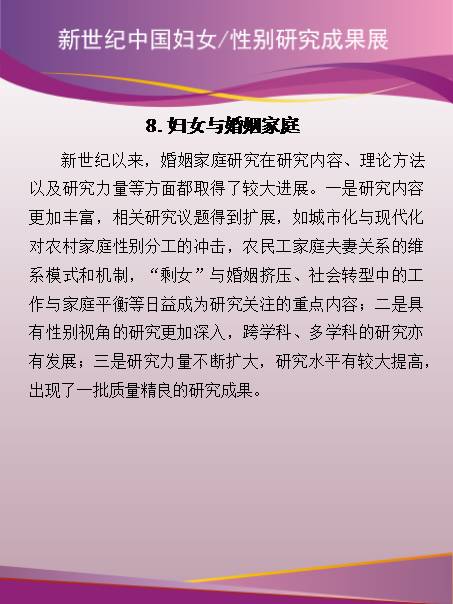 新世纪中国妇女/性别研究成果展
8.妇女与婚姻家庭
新世纪以来，婚姻家庭研究在研究内容、理论方法
以及研究力量等方面都取得了较大进展。一是研究内容
更加丰富，相关研究议题得到扩展，如城市化与现代化
对农村家庭性别分工的冲击，农民工家庭夫妻关系的维
系模式和机制，“剩女”与婚姻挤压、社会转型中的工
作与家庭平衡等日益成为研究关注的重点内容；二是具
有性别视角的研究更加深入，跨学科、多学科的研究亦
有发展；三是研究力量不断扩大，研究水平有较大提高，
出现了一批质量精良的研究成果。